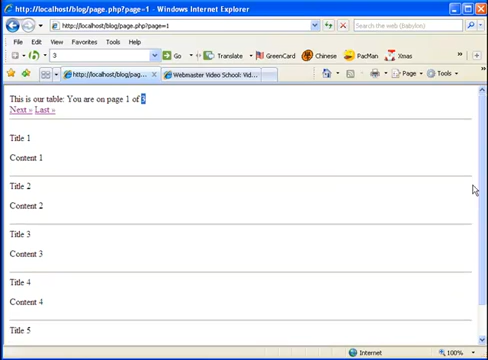 http://localhost/blog/page.php?page=1 - Windows Internet Explorer
http://localhost/blog/page.php?page=1
Search the web (Babylon)
File Edit View Favorites Tools Help
3
Go Translate GreenCard Chinese PacMan Xmas
http://localhost/blog/pag... Webmaster Video School: Vid... Page Tools
This is our table: You are on page 1 of 3
Next » Last »
Title 1
Content 1
Title 2
Content 2
Title 3
Content 3
Title 4
Content 4
Title 5
Internet 100%